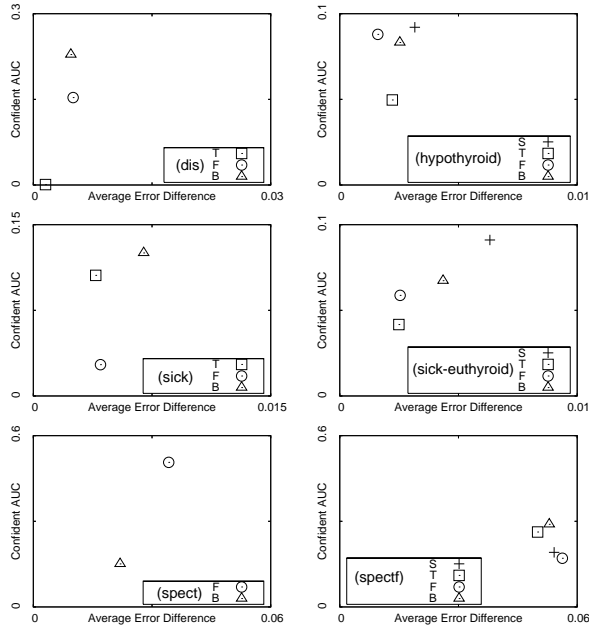 0.3
Confident AUC
0
(dis)
T
F
B
0
Average Error Difference
0.03
0.1
Confident AUC
0
(hypothyroid)
S
T
F
B
0
Average Error Difference
0.01
0.15
Confident AUC
0
(sick)
T
F
B
0
Average Error Difference
0.015
0.1
Confident AUC
0
(sick-euthyroid)
S
T
F
B
0
Average Error Difference
0.01
0.6
Confident AUC
0
(spect)
F
B
0
Average Error Difference
0.06
0.6
Confident AUC
0
(spectf)
S
T
F
B
0
Average Error Difference
0.06